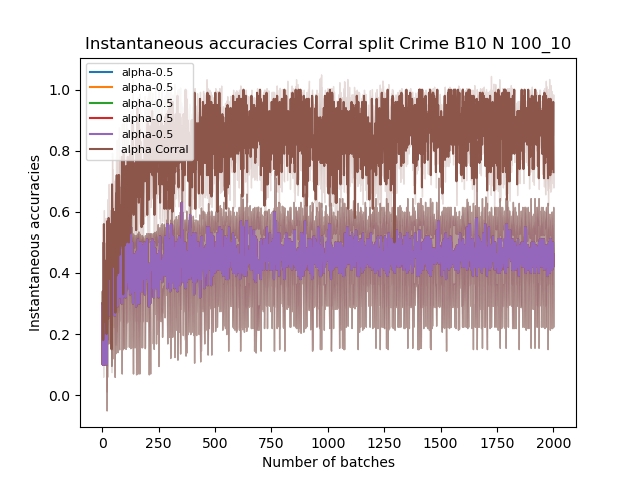 Instantaneous accuracies Corral split Crime B10 N 100_10
alpha-0.5
alpha-0.5
alpha-0.5
alpha-0.5
alpha-0.5
alpha Corral
Instantaneous accuracies
1.0
0.8
0.6
0.4
0.2
0.0
0 250 500 750 1000 1250 1500 1750 2000
Number of batches